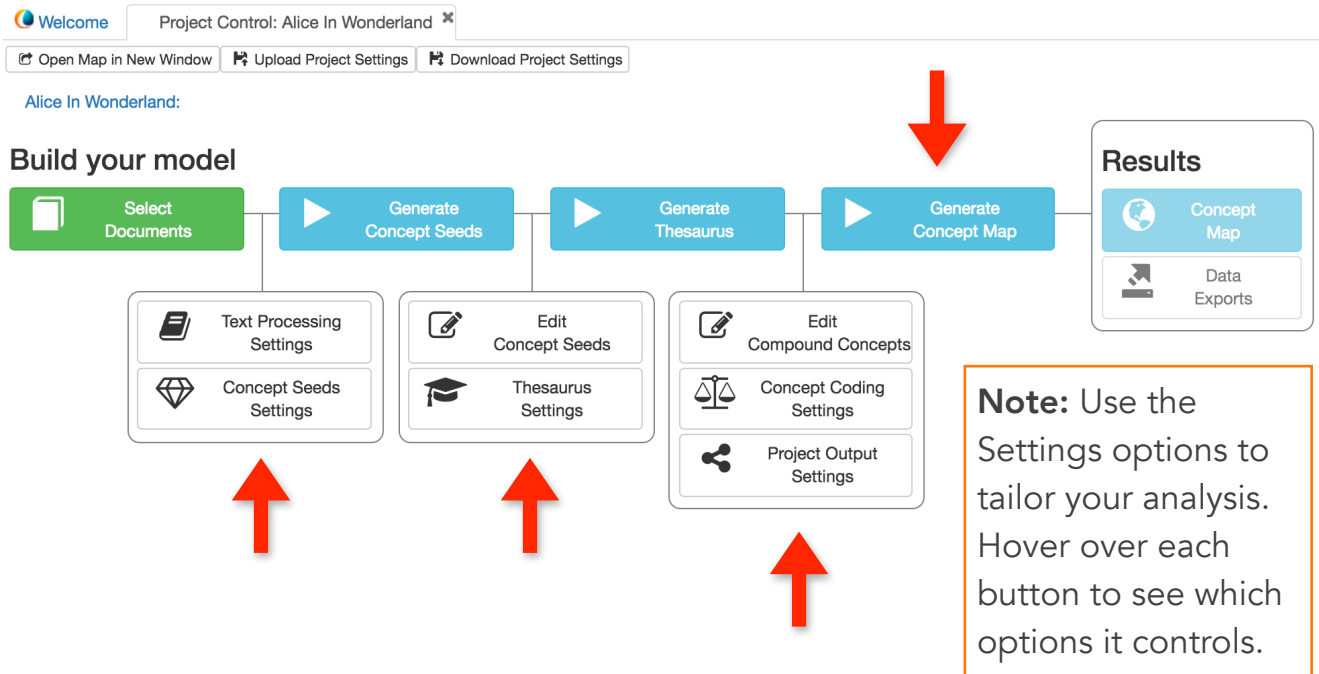 Welcome
Project Control: Alice In Wonderland
Open Map in New Window
Upload Project Settings
Download Project Settings
Alice In Wonderland:
Build your model
Select
Documents
Generate
Concept Seeds
Generate
Thesaurus
Generate
Concept Map
Results
Concept
Map
Data
Exports
Text Processing
Settings
Concept Seeds
Settings
Edit
Concept Seeds
Thesaurus
Settings
Edit
Compound Concepts
Concept Coding
Settings
Project Output
Settings
Note: Use the
Settings options to
tailor your analysis.
Hover over each
button to see which
options it controls.